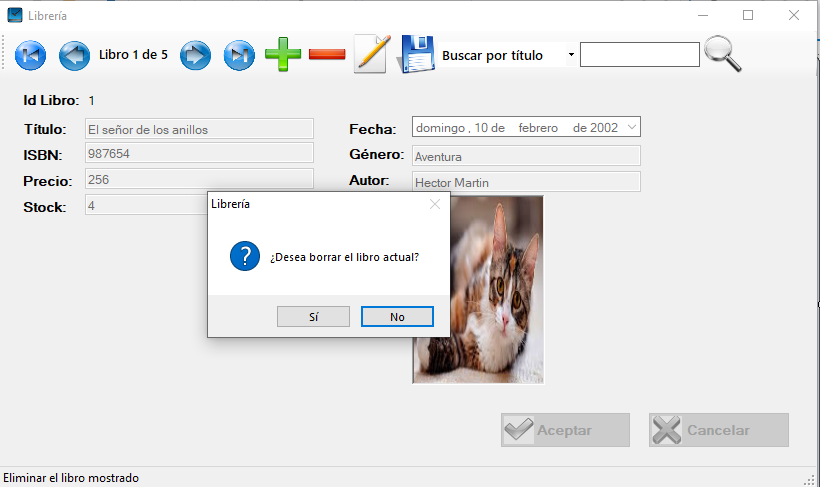 Librería
Libro 1 de 5 Buscar por título
Id Libro: 1
Título: El señor de los anillos Fecha: domingo , 10 de febrero de 2002
ISBN: 987654 Género: Aventura
Precio: 256 Autor: Hector Martin
Stock: 4
Librería
¿Desea borrar el libro actual?
Sí No
Aceptar Cancelar
Eliminar el libro mostrado